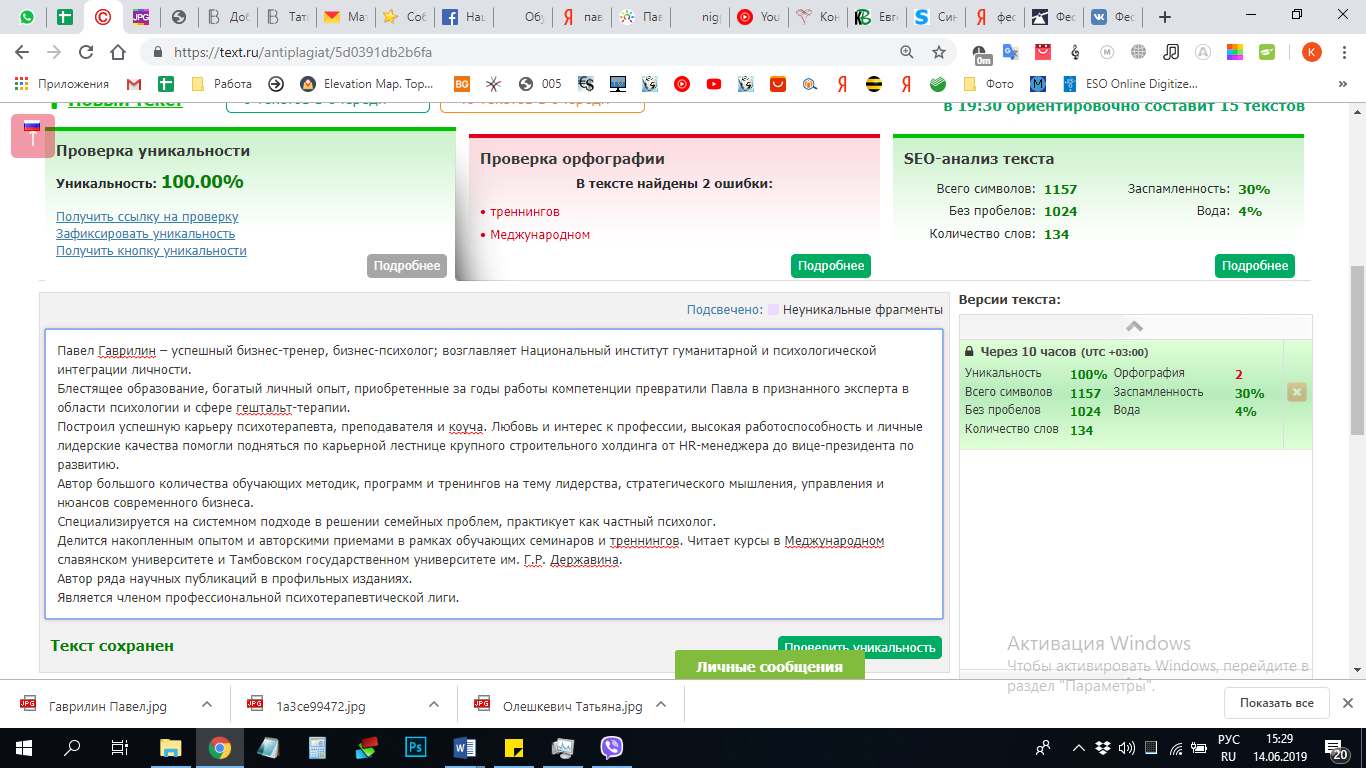 Доб
Тати
Мат
Соб
Нац
Обу
пав
Пав
nigp
You
Кон
Евге
Син
фес
Фес
Фес
https://text.ru/antiplagiat/5d0391db2b6fa
0m
K
Приложения
Работа
Elevation Map. Top...
BG
005
Фото
ESO Online Digitize...
Новый текст
в 19:30 ориентировочно составит 15 текстов
Проверка уникальности
Уникальность: 100.00%
Получить ссылку на проверку
Зафиксировать уникальность
Получить кнопку уникальности
Подробнее
Проверка орфографии
В тексте найдены 2 ошибки:
• треннингов
• Меджународном
Подробнее
SEO-анализ текста
Всего символов: 1157 Заспамленность: 30%
Без пробелов: 1024 Вода: 4%
Количество слов: 134
Подробнее
Подсвечено: Неуникальные фрагменты
Павел Гаврилин – успешный бизнес-тренер, бизнес-психолог; возглавляет Национальный институт гуманитарной и психологической
интеграции личности.
Блестящее образование, богатый личный опыт, приобретенные за годы работы компетенции превратили Павла в признанного эксперта в
области психологии и сфере гештальт-терапии.
Построил успешную карьеру психотерапевта, преподавателя и коуча. Любовь и интерес к профессии, высокая работоспособность и личные
лидерские качества помогли подняться по карьерной лестнице крупного строительного холдинга от HR-менеджера до вице-президента по
развитию.
Автор большого количества обучающих методик, программ и тренингов на тему лидерства, стратегического мышления, управления и
нюансов современного бизнеса.
Специализируется на системном подходе в решении семейных проблем, практикует как частный психолог.
Делится накопленным опытом и авторскими приемами в рамках обучающих семинаров и треннингов. Читает курсы в Меджународном
славянском университете и Тамбовском государственном университете им. Г.Р. Державина.
Автор ряда научных публикаций в профильных изданиях.
Является членом профессиональной психотерапевтической лиги.
Текст сохранен
Проверить уникальность
Личные сообщения
Версии текста:
Через 10 часов (UTC +03:00)
Уникальность 100% Орфография 2
Всего символов 1157 Заспамленность 30%
Без пробелов 1024 Вода 4%
Количество слов 134
Активация Windows
Чтобы активировать Windows, перейдите в
раздел "Параметры".
Гаврилин Павел.jpg
1a3ce99472.jpg
Олешкевич Татьяна.jpg
Показать все
РУС
RU
15:29
14.06.2019
20